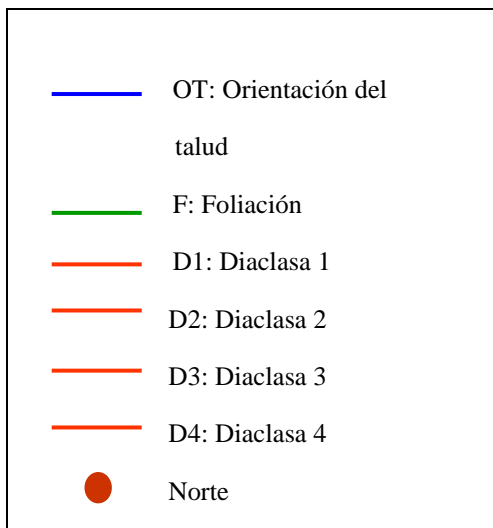 OT: Orientación del
talud
F: Foliación
D1: Diaclasa 1
D2: Diaclasa 2
D3: Diaclasa 3
D4: Diaclasa 4
Norte